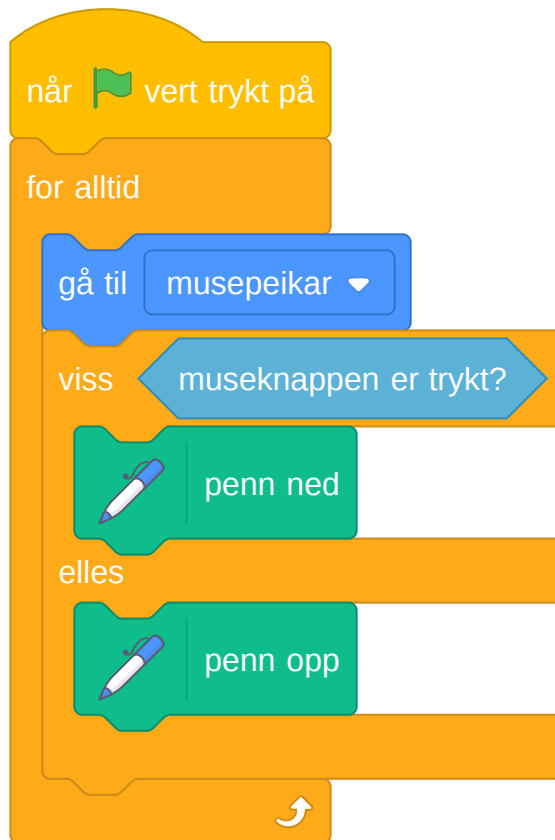 når vert trykt på
for alltid
gå til musepeikar
viss museknappen er trykt?
penn ned
elles
penn opp